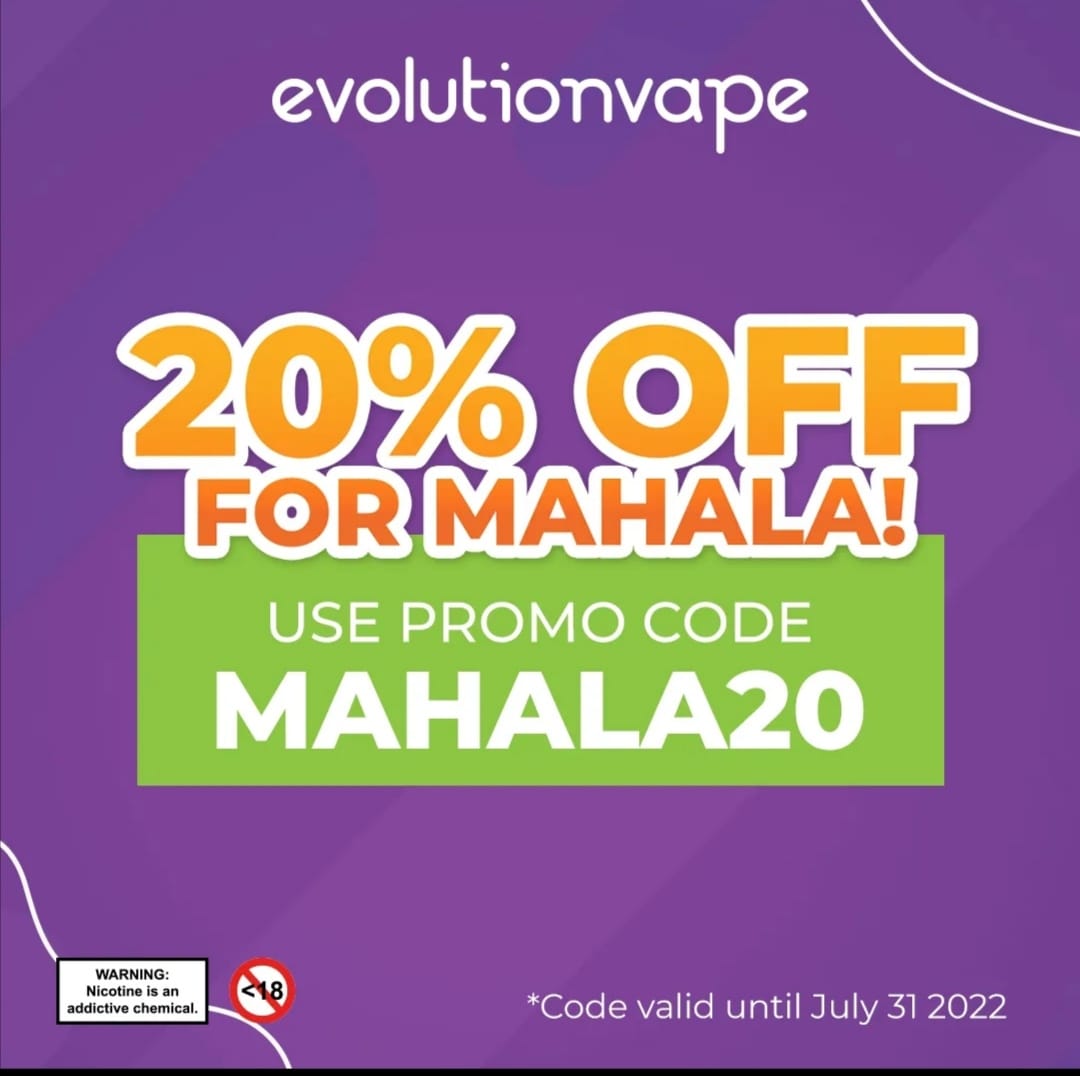 evolutionvape
20% OFF
FOR MAHALA!
USE PROMO CODE
MAHALA20
WARNING:
Nicotine is an
addictive chemical.
<18
*Code valid until July 31 2022